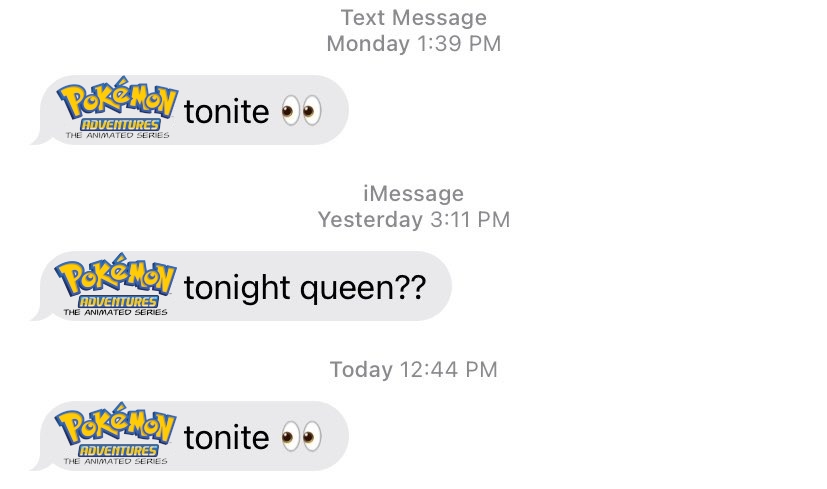 Text Message
Monday 1:39 PM
POKéMON
ADVENTURES
THE ANIMATED SERIES
tonite 👀
iMessage
Yesterday 3:11 PM
POKéMON
ADVENTURES
THE ANIMATED SERIES
tonight queen??
Today 12:44 PM
POKéMON
ADVENTURES
THE ANIMATED SERIES
tonite 👀